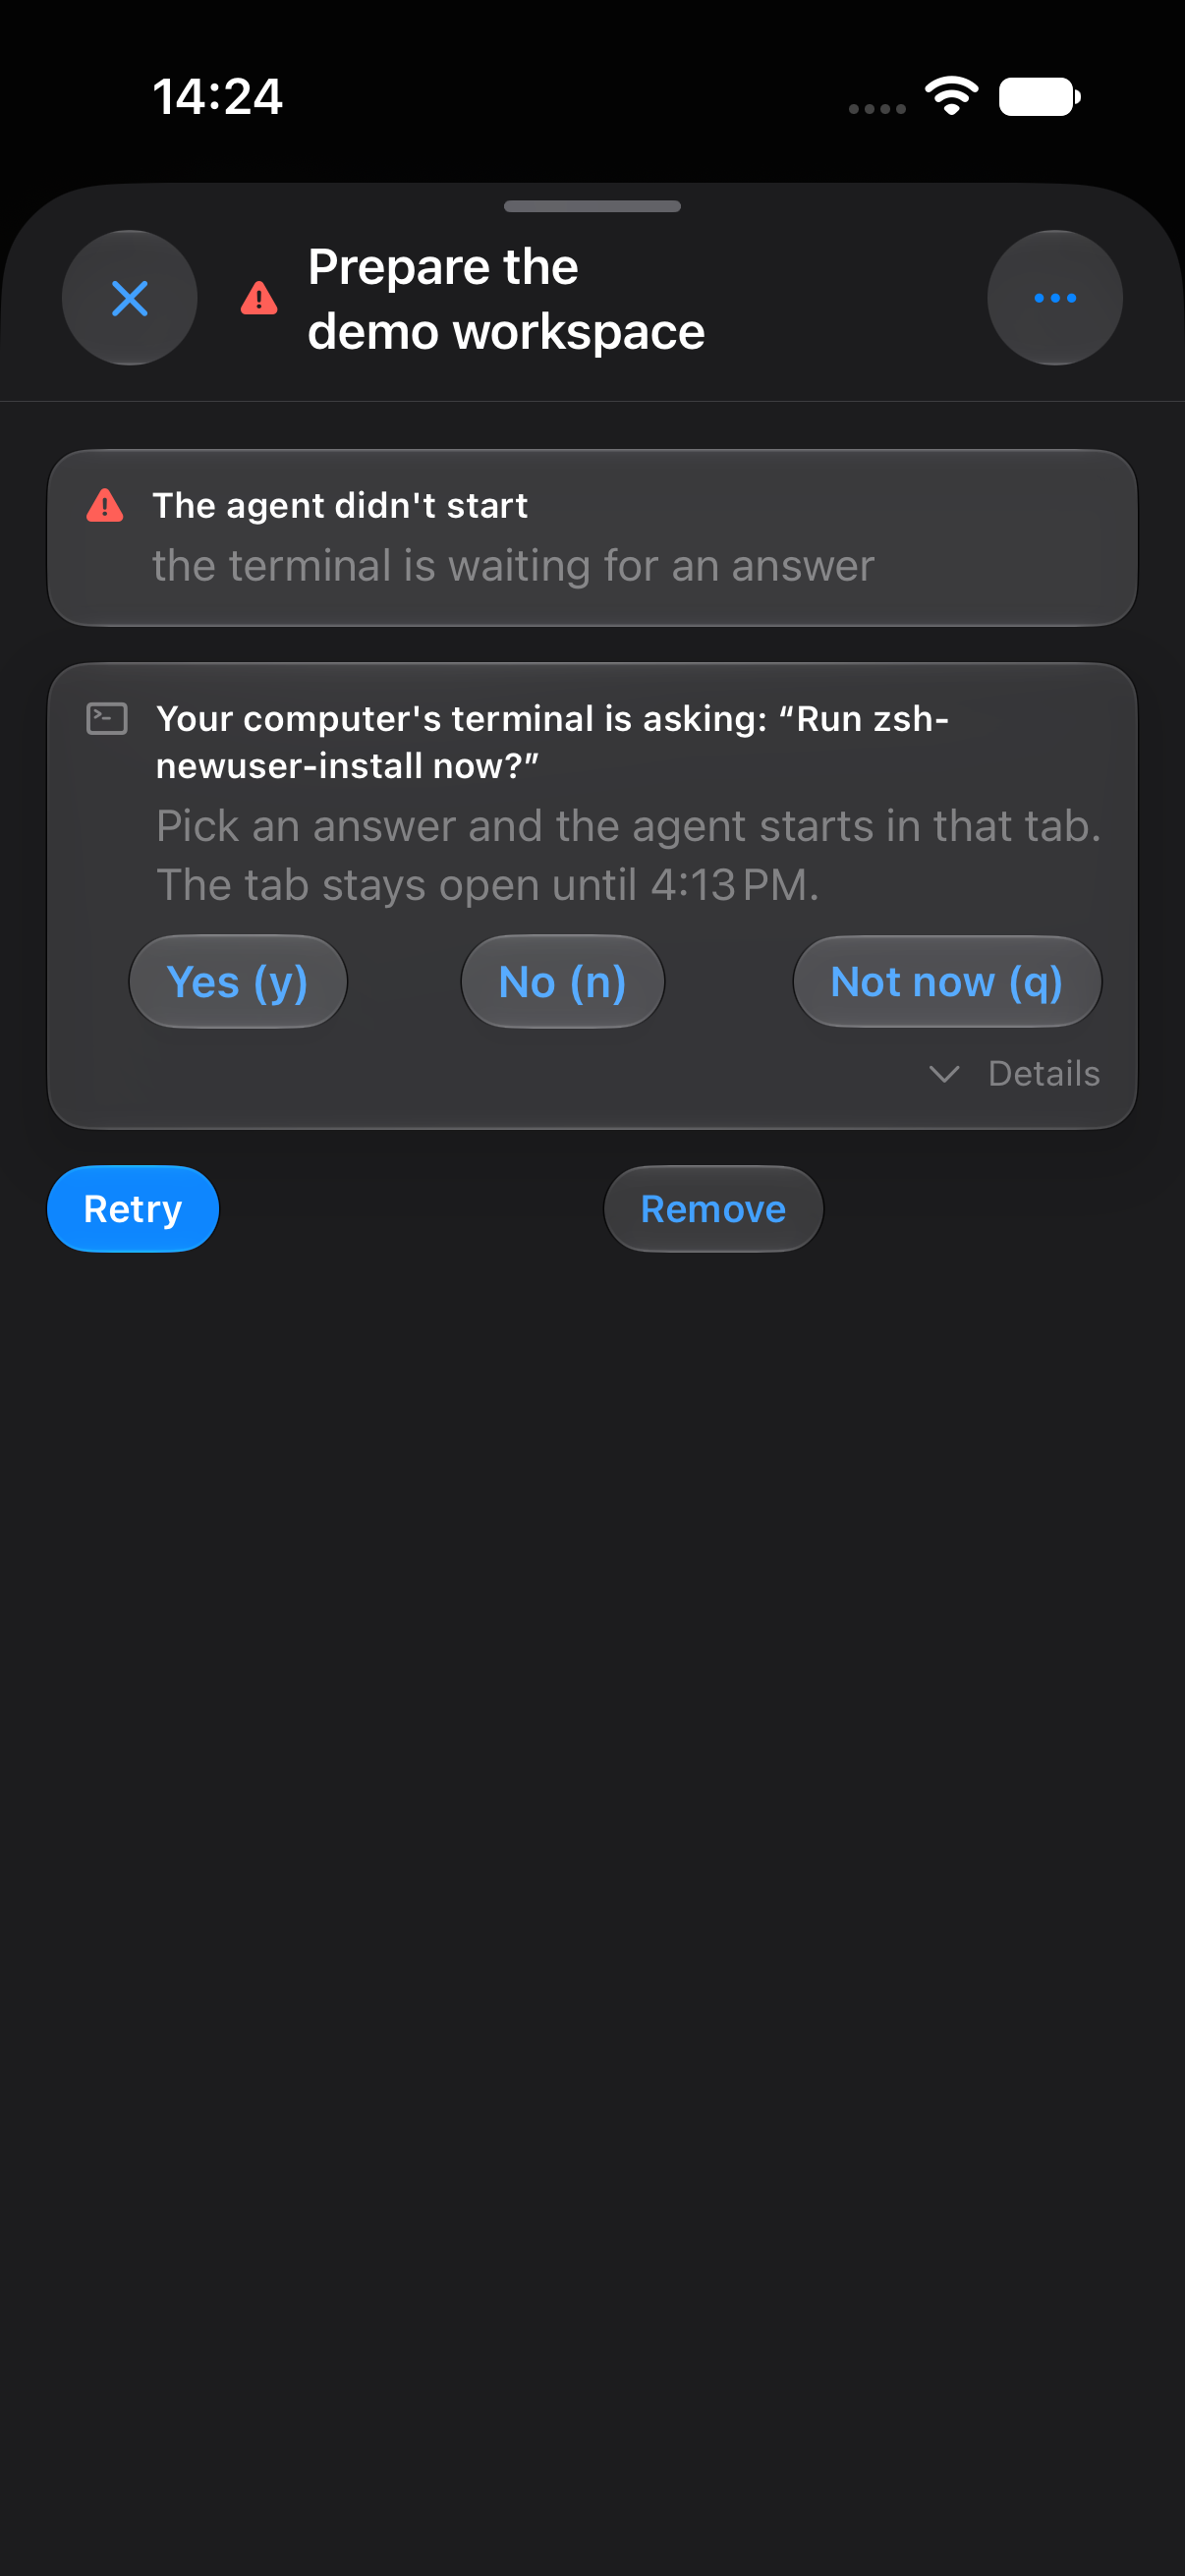 14:24
Prepare the
demo workspace
The agent didn't start
the terminal is waiting for an answer
Your computer's terminal is asking: “Run zsh-
newuser-install now?”
Pick an answer and the agent starts in that tab.
The tab stays open until 4:13 PM.
Yes (y)
No (n)
Not now (q)
Details
Retry
Remove